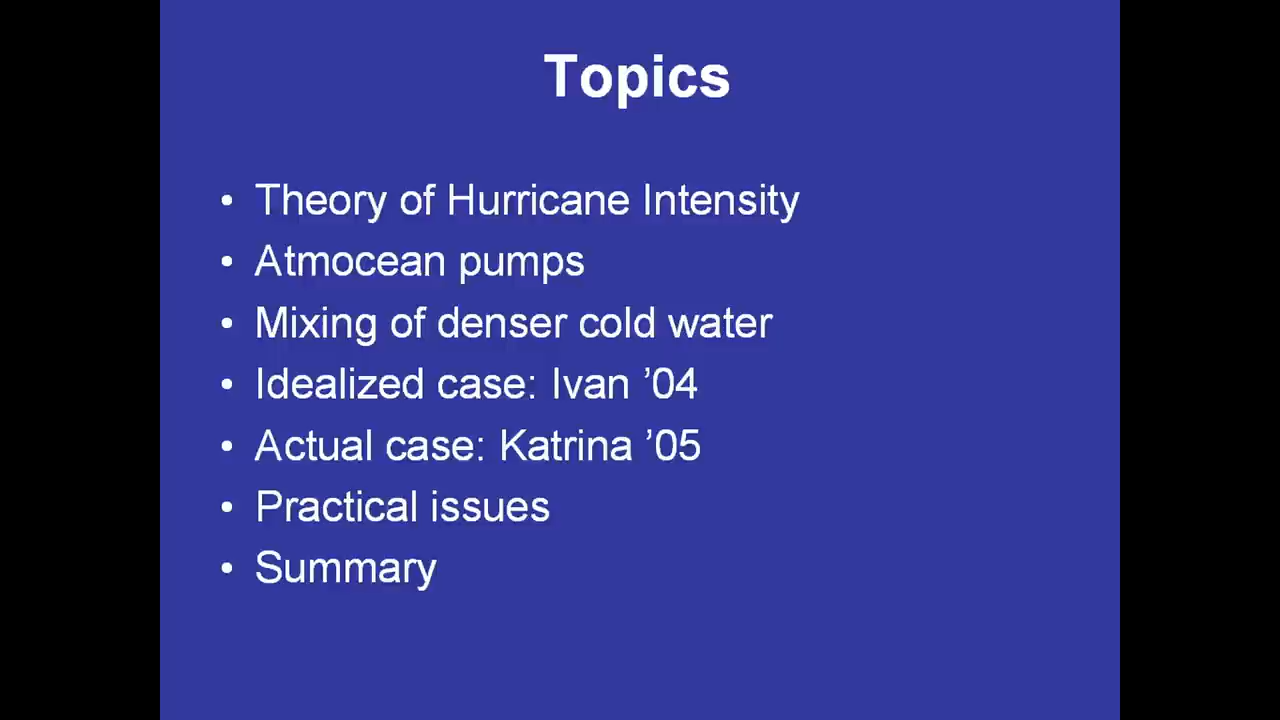 Topics
• Theory of Hurricane Intensity
• Atmocean pumps
• Mixing of denser cold water
• Idealized case: Ivan ’04
• Actual case: Katrina ’05
• Practical issues
• Summary